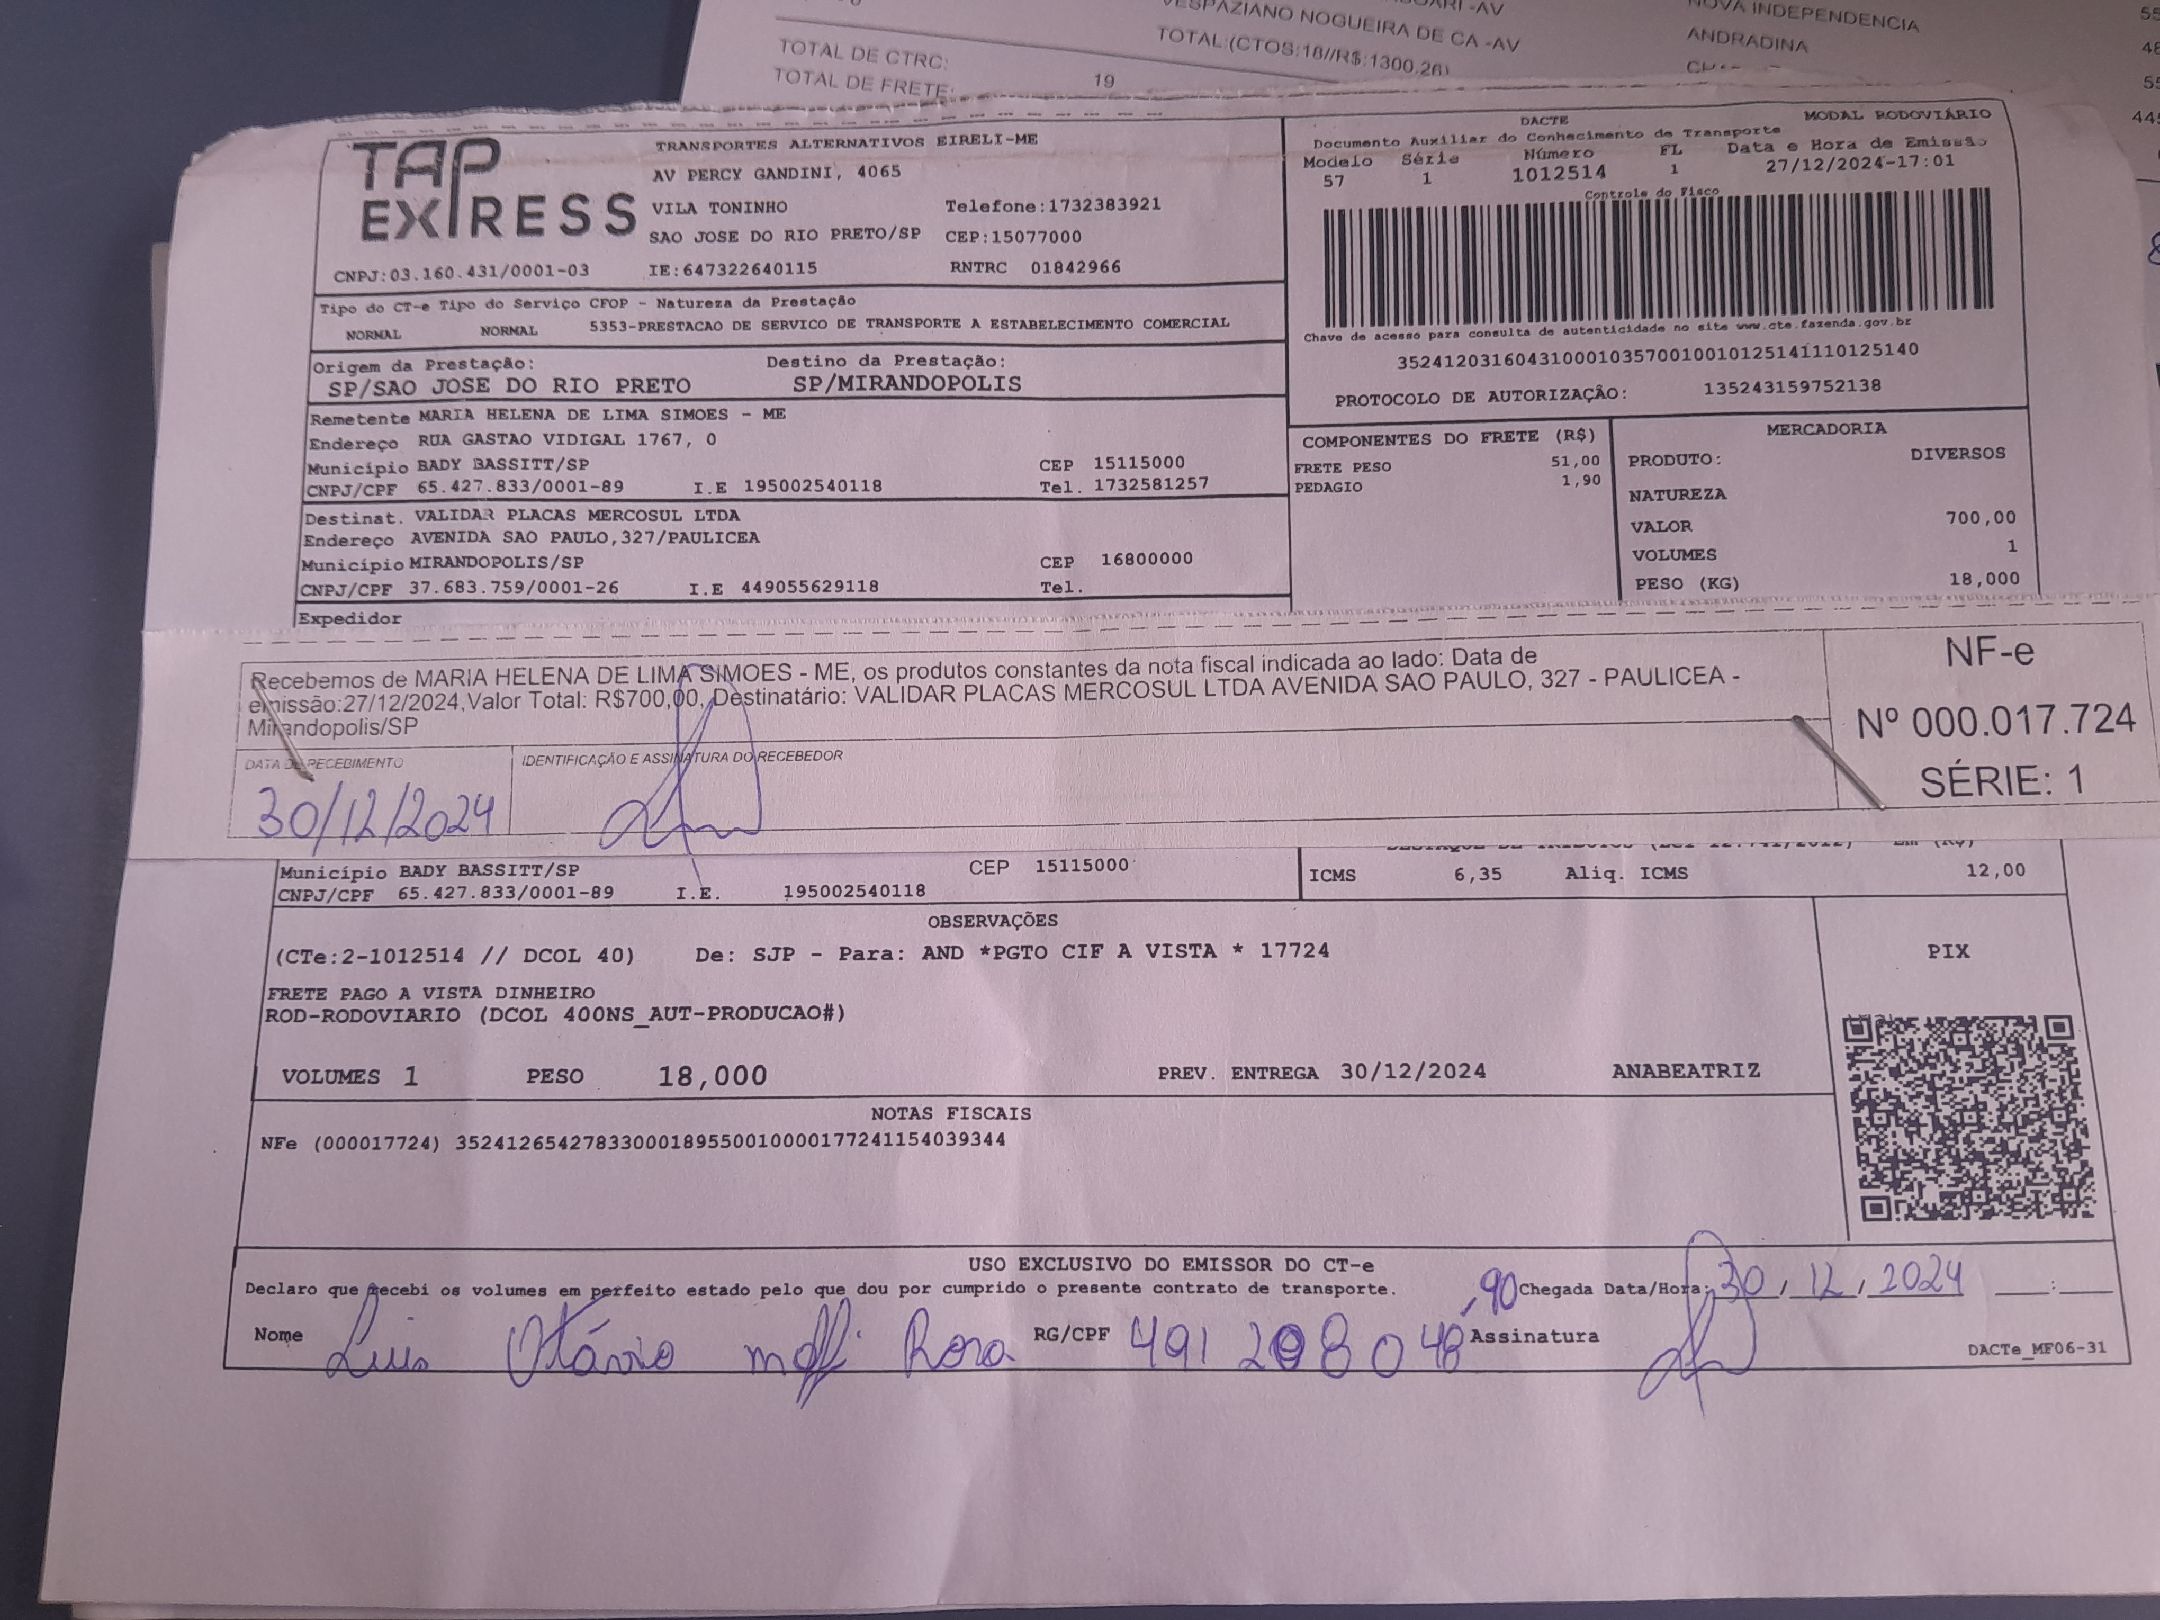 ARI -AV
NOVA INDEPENDENCIA
VESPAZIANO NOGUEIRA DE CA -AV
ANDRADINA
TOTAL DE CTRC:
TOTAL:(CTOS:18//R$:1300,26)
TOTAL DE FRETE:
19
TAP EXPRESS
TRANSPORTES ALTERNATIVOS EIRELI-ME
AV PERCY GANDINI, 4065
VILA TONINHO Telefone:1732383921
SAO JOSE DO RIO PRETO/SP CEP:15077000
CNPJ:03.160.431/0001-03 IE:647322640115 RNTRC 01842966
DACTE MODAL RODOVIÁRIO
Documento Auxiliar do Conhecimento de Transporte
Modelo Série Número FL Data e Hora de Emissão
57 1 1012514 1 27/12/2024-17:01
Controle do Fisco
Chave de acesso para consulta de autenticidade no site www.cte.fazenda.gov.br
35241203160431000103570010010125141110125140
PROTOCOLO DE AUTORIZAÇÃO: 135243159752138
Tipo do CT-e Tipo do Serviço CFOP - Natureza da Prestação
NORMAL NORMAL 5353-PRESTACAO DE SERVICO DE TRANSPORTE A ESTABELECIMENTO COMERCIAL
Origem da Prestação: Destino da Prestação:
SP/SAO JOSE DO RIO PRETO SP/MIRANDOPOLIS
Remetente MARIA HELENA DE LIMA SIMOES - ME
Endereço RUA GASTAO VIDIGAL 1767, 0
Município BADY BASSITT/SP CEP 15115000
CNPJ/CPF 65.427.833/0001-89 I.E 195002540118 Tel. 1732581257
Destinat. VALIDAR PLACAS MERCOSUL LTDA
Endereço AVENIDA SAO PAULO,327/PAULICEA
Município MIRANDOPOLIS/SP CEP 16800000
CNPJ/CPF 37.683.759/0001-26 I.E 449055629118 Tel.
Expedidor
COMPONENTES DO FRETE (R$)
FRETE PESO 51,00
PEDAGIO 1,90
MERCADORIA
PRODUTO: DIVERSOS
NATUREZA
VALOR 700,00
VOLUMES 1
PESO (KG) 18,000
Recebemos de MARIA HELENA DE LIMA SIMOES - ME, os produtos constantes da nota fiscal indicada ao lado: Data de
emissão:27/12/2024,Valor Total: R$700,00, Destinatário: VALIDAR PLACAS MERCOSUL LTDA AVENIDA SAO PAULO, 327 - PAULICEA -
Mirandopolis/SP
DATA DE RECEBIMENTO IDENTIFICAÇÃO E ASSINATURA DO RECEBEDOR
30/12/2024
NF-e
Nº 000.017.724
SÉRIE: 1
Município BADY BASSITT/SP CEP 15115000
CNPJ/CPF 65.427.833/0001-89 I.E. 195002540118
ICMS 6,35 Aliq. ICMS 12,00
OBSERVAÇÕES
(CTe:2-1012514 // DCOL 40) De: SJP - Para: AND *PGTO CIF A VISTA * 17724
FRETE PAGO A VISTA DINHEIRO
ROD-RODOVIARIO (DCOL 400NS_AUT-PRODUCAO#)
VOLUMES 1 PESO 18,000 PREV. ENTREGA 30/12/2024 ANABEATRIZ
PIX
NOTAS FISCAIS
NFe (000017724) 35241265427833000189550010000177241154039344
USO EXCLUSIVO DO EMISSOR DO CT-e
Declaro que recebi os volumes em perfeito estado pelo que dou por cumprido o presente contrato de transporte. Chegada Data/Hora: 30/12/2024 :
Nome Luis Otávio Rosa RG/CPF 491 208 048,90 Assinatura
DACTe_MF06-31